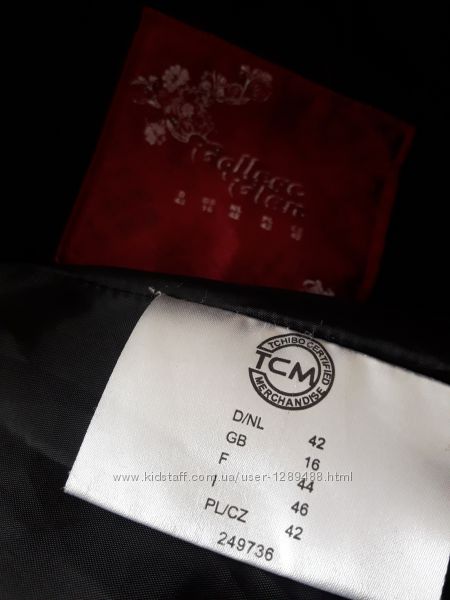 TCHIBO CERTIFIED
TCM
MERCHANDISE
D/NL 42
GB 16
F 44
I 46
PL/CZ 42
249736
www.kidstaff.com.ua/user-1289488.html